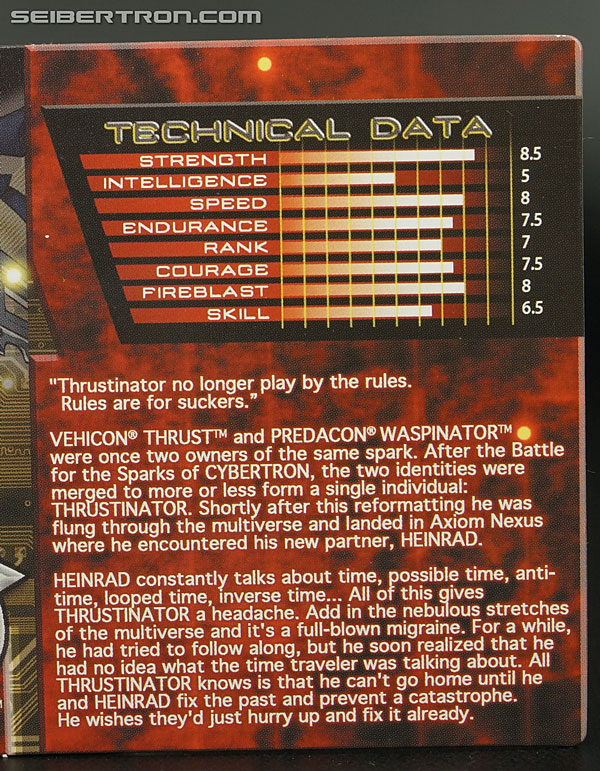 SEIBERTRON.COM
TECHNICAL DATA
STRENGTH 8.5
INTELLIGENCE 5
SPEED 8
ENDURANCE 7.5
RANK 7
COURAGE 7.5
FIREBLAST 8
SKILL 6.5
"Thrustinator no longer play by the rules.
Rules are for suckers."
VEHICON® THRUST™ and PREDACON® WASPINATOR™
were once two owners of the same spark. After the Battle
for the Sparks of CYBERTRON, the two identities were
merged to more or less form a single individual:
THRUSTINATOR. Shortly after this reformatting he was
flung through the multiverse and landed in Axiom Nexus
where he encountered his new partner, HEINRAD.
HEINRAD constantly talks about time, possible time, anti-
time, looped time, inverse time... All of this gives
THRUSTINATOR a headache. Add in the nebulous stretches
of the multiverse and it's a full-blown migraine. For a while,
he had tried to follow along, but he soon realized that he
had no idea what the time traveler was talking about. All
THRUSTINATOR knows is that he can't go home until he
and HEINRAD fix the past and prevent a catastrophe.
He wishes they'd just hurry up and fix it already.